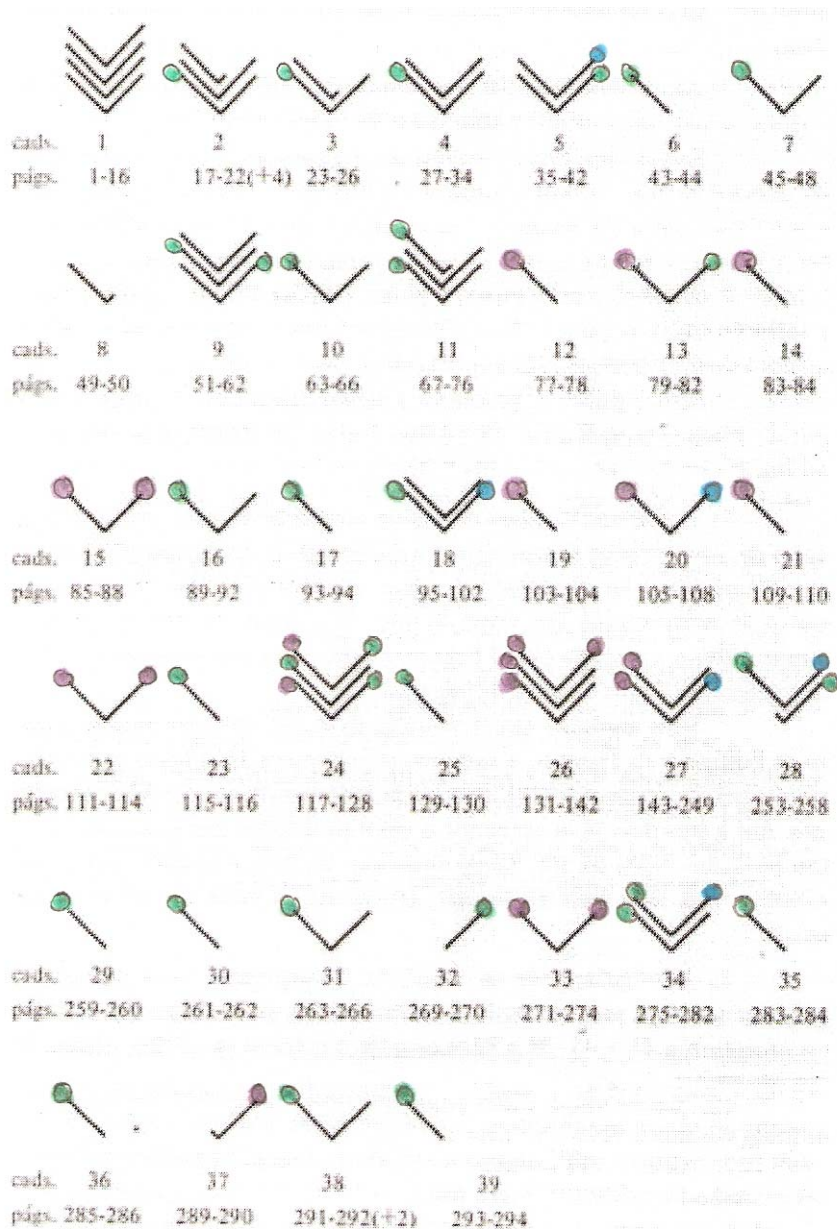 cads. 1 2 3 4 5 6 7
págs. 1-16 17-22(+4) 23-26 27-34 35-42 43-44 45-48
cads. 8 9 10 11 12 13 14
págs. 49-50 51-62 63-66 67-76 77-78 79-82 83-84
cads. 15 16 17 18 19 20 21
págs. 85-88 89-92 93-94 95-102 103-104 105-108 109-110
cads. 22 23 24 25 26 27 28
págs. 111-114 115-116 117-128 129-130 131-142 143-249 253-258
cads. 29 30 31 32 33 34 35
págs. 259-260 261-262 263-266 269-270 271-274 275-282 283-284
cads. 36 37 38 39
págs. 285-286 289-290 291-292(+2) 293-294